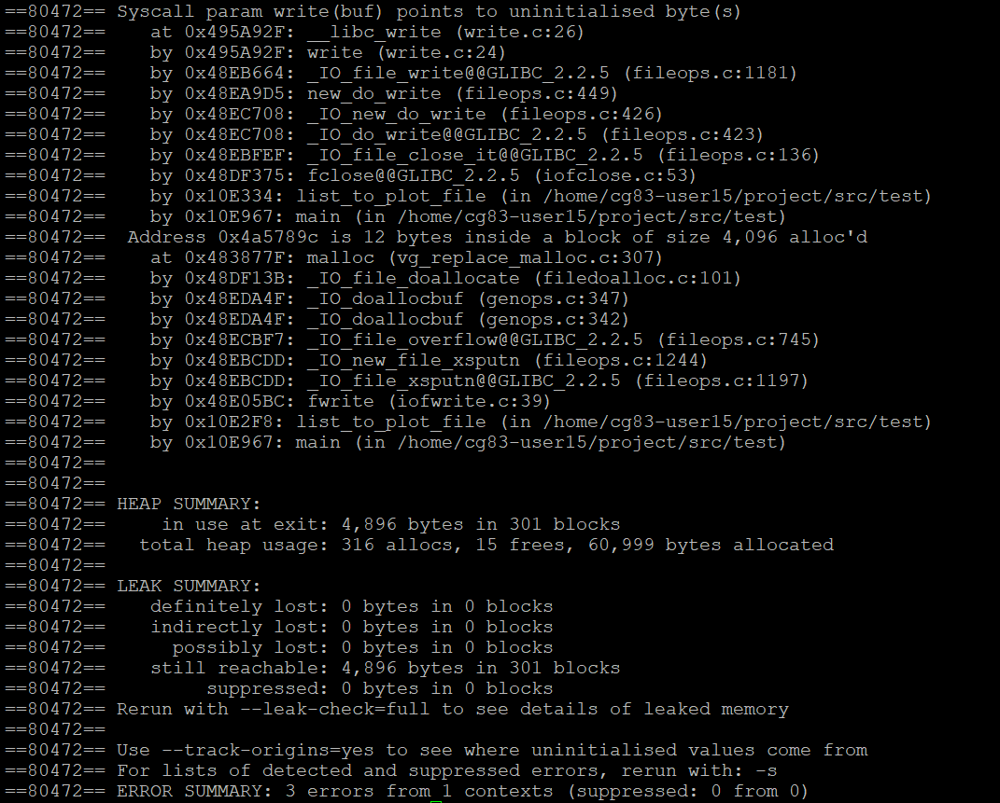 ==80472== Syscall param write(buf) points to uninitialised byte(s)
==80472==    at 0x495A92F: __libc_write (write.c:26)
==80472==    by 0x495A92F: write (write.c:24)
==80472==    by 0x48EB664: _IO_file_write@@GLIBC_2.2.5 (fileops.c:1181)
==80472==    by 0x48EA9D5: new_do_write (fileops.c:449)
==80472==    by 0x48EC708: _IO_new_do_write (fileops.c:426)
==80472==    by 0x48EC708: _IO_do_write@@GLIBC_2.2.5 (fileops.c:423)
==80472==    by 0x48EBFEF: _IO_file_close_it@@GLIBC_2.2.5 (fileops.c:136)
==80472==    by 0x48DF375: fclose@@GLIBC_2.2.5 (iofclose.c:53)
==80472==    by 0x10E334: list_to_plot_file (in /home/cg83-user15/project/src/test)
==80472==    by 0x10E967: main (in /home/cg83-user15/project/src/test)
==80472==  Address 0x4a5789c is 12 bytes inside a block of size 4,096 alloc'd
==80472==    at 0x483877F: malloc (vg_replace_malloc.c:307)
==80472==    by 0x48DF13B: _IO_file_doallocate (filedoalloc.c:101)
==80472==    by 0x48EDA4F: _IO_doallocbuf (genops.c:347)
==80472==    by 0x48EDA4F: _IO_doallocbuf (genops.c:342)
==80472==    by 0x48ECBF7: _IO_file_overflow@@GLIBC_2.2.5 (fileops.c:745)
==80472==    by 0x48EBCDD: _IO_new_file_xsputn (fileops.c:1244)
==80472==    by 0x48EBCDD: _IO_file_xsputn@@GLIBC_2.2.5 (fileops.c:1197)
==80472==    by 0x48E05BC: fwrite (iofwrite.c:39)
==80472==    by 0x10E2F8: list_to_plot_file (in /home/cg83-user15/project/src/test)
==80472==    by 0x10E967: main (in /home/cg83-user15/project/src/test)
==80472==
==80472==
==80472== HEAP SUMMARY:
==80472==     in use at exit: 4,896 bytes in 301 blocks
==80472==   total heap usage: 316 allocs, 15 frees, 60,999 bytes allocated
==80472==
==80472== LEAK SUMMARY:
==80472==    definitely lost: 0 bytes in 0 blocks
==80472==    indirectly lost: 0 bytes in 0 blocks
==80472==      possibly lost: 0 bytes in 0 blocks
==80472==    still reachable: 4,896 bytes in 301 blocks
==80472==         suppressed: 0 bytes in 0 blocks
==80472== Rerun with --leak-check=full to see details of leaked memory
==80472==
==80472== Use --track-origins=yes to see where uninitialised values come from
==80472== For lists of detected and suppressed errors, rerun with: -s
==80472== ERROR SUMMARY: 3 errors from 1 contexts (suppressed: 0 from 0)